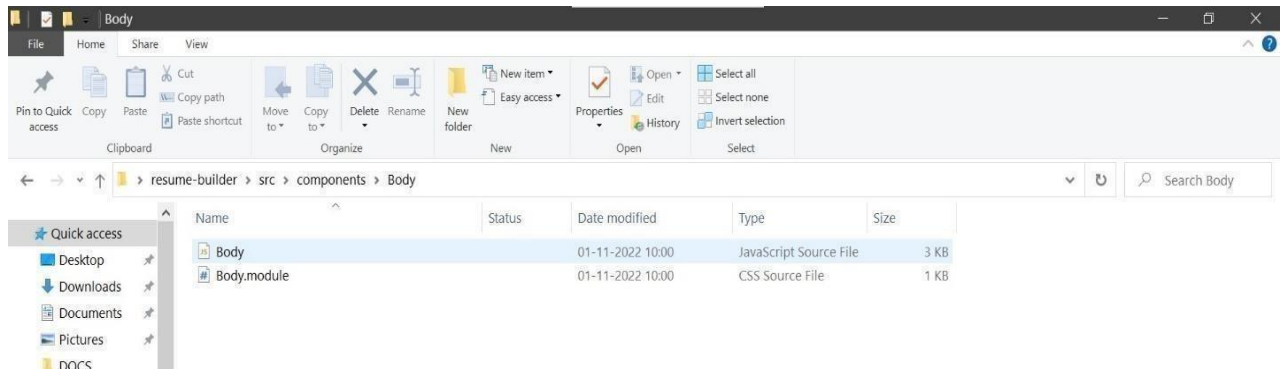 Body
File Home Share View
Pin to Quick access
Copy
Paste
Cut
Copy path
Paste shortcut
Clipboard
Move to
Copy to
Delete
Rename
Organize
New folder
New item
Easy access
New
Properties
Open
Edit
History
Open
Select all
Select none
Invert selection
Select
resume-builder > src > components > Body
Search Body
Name Status Date modified Type Size
Quick access
Desktop
Downloads
Documents
Pictures
DOCS
Body 01-11-2022 10:00 JavaScript Source File 3 KB
Body.module 01-11-2022 10:00 CSS Source File 1 KB